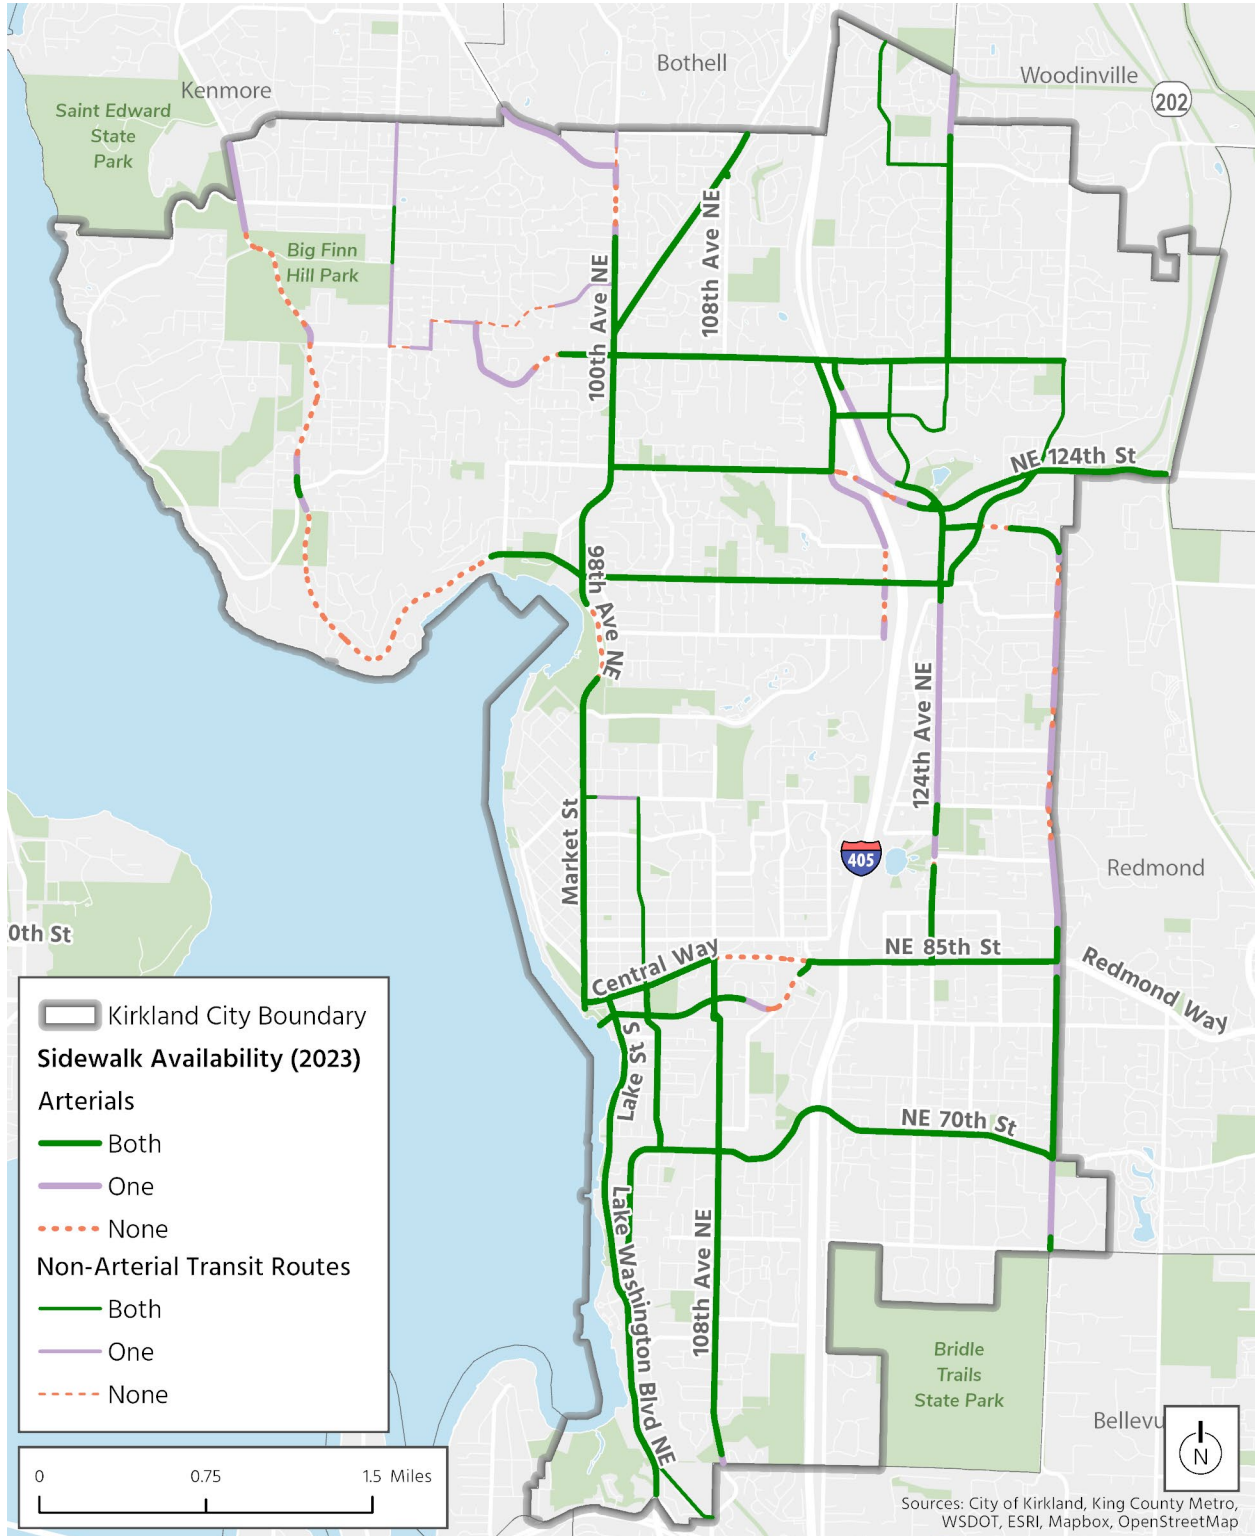 Bothell
Woodinville
Kenmore
202
Saint Edward
State
Park
108th Ave NE
Big Finn
Hill Park
100th Ave NE
NE 124th St
98th Ave NE
124th Ave NE
Market St
405
Redmond
0th St
NE 85th St
Central Way
Redmond Way
Lake St S
NE 70th St
Lake Washington Blvd NE
108th Ave NE
Bridle
Trails
State Park
Bellevu
Kirkland City Boundary
Sidewalk Availability (2023)
Arterials
Both
One
None
Non-Arterial Transit Routes
Both
One
None
0 0.75 1.5 Miles
N
Sources: City of Kirkland, King County Metro,
WSDOT, ESRI, Mapbox, OpenStreetMap